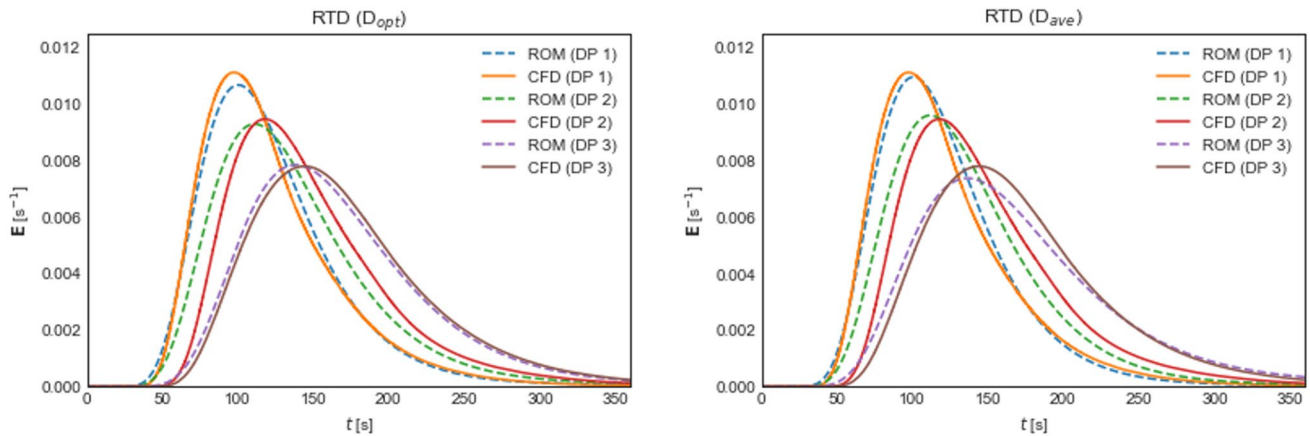 RTD (D_opt)
0.012
0.010
0.008
0.006
0.004
0.002
0.000
E [s⁻¹]
0
50
100
150
200
250
300
350
t [s]
ROM (DP 1)
CFD (DP 1)
ROM (DP 2)
CFD (DP 2)
ROM (DP 3)
CFD (DP 3)
RTD (D_ave)
0.012
0.010
0.008
0.006
0.004
0.002
0.000
E [s⁻¹]
0
50
100
150
200
250
300
350
t [s]
ROM (DP 1)
CFD (DP 1)
ROM (DP 2)
CFD (DP 2)
ROM (DP 3)
CFD (DP 3)